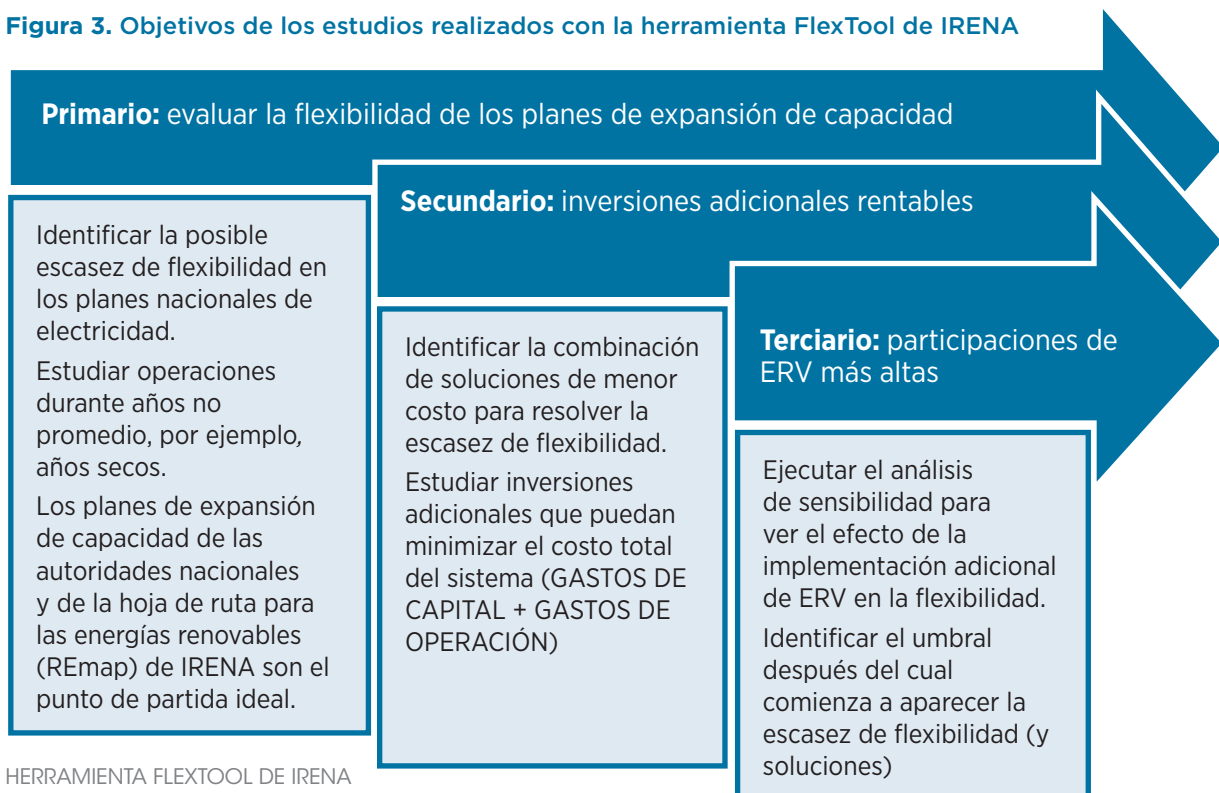 Figura 3. Objetivos de los estudios realizados con la herramienta FlexTool de IRENA
Primario: evaluar la flexibilidad de los planes de expansión de capacidad
Identificar la posible
escasez de flexibilidad en
los planes nacionales de
electricidad.
Estudiar operaciones
durante años no
promedio, por ejemplo,
años secos.
Los planes de expansión
de capacidad de las
autoridades nacionales
y de la hoja de ruta para
las energías renovables
(REmap) de IRENA son el
punto de partida ideal.
Secundario: inversiones adicionales rentables
Identificar la combinación
de soluciones de menor
costo para resolver la
escasez de flexibilidad.
Estudiar inversiones
adicionales que puedan
minimizar el costo total
del sistema (GASTOS DE
CAPITAL + GASTOS DE
OPERACIÓN)
Terciario: participaciones de
ERV más altas
Ejecutar el análisis
de sensibilidad para
ver el efecto de la
implementación adicional
de ERV en la flexibilidad.
Identificar el umbral
después del cual
comienza a aparecer la
escasez de flexibilidad (y
soluciones)
HERRAMIENTA FLEXTOOL DE IRENA